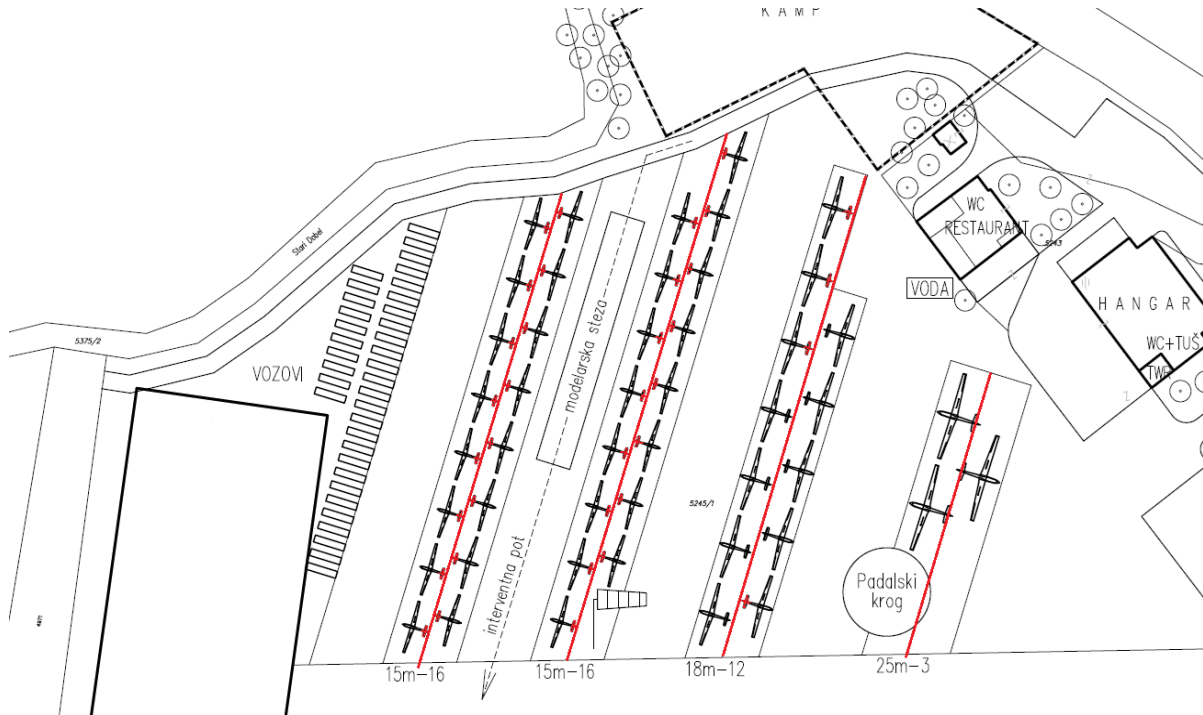 KAMP
WC
RESTAURANT
5243
VODA
HANGAR
WC+TUŠ
TWR
Stari Dobel
5375/2
VOZOVI
modelarska steza
5245/1
interventna pot
Padalski
krog
15m-16
15m-16
18m-12
25m-3